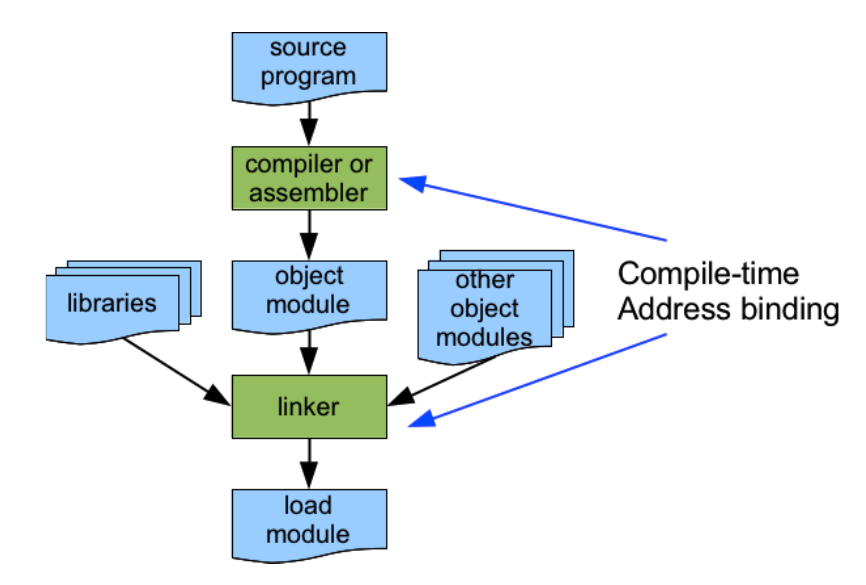 source
program
compiler or
assembler
libraries
object
module
other
object
modules
Compile-time
Address binding
linker
load
module